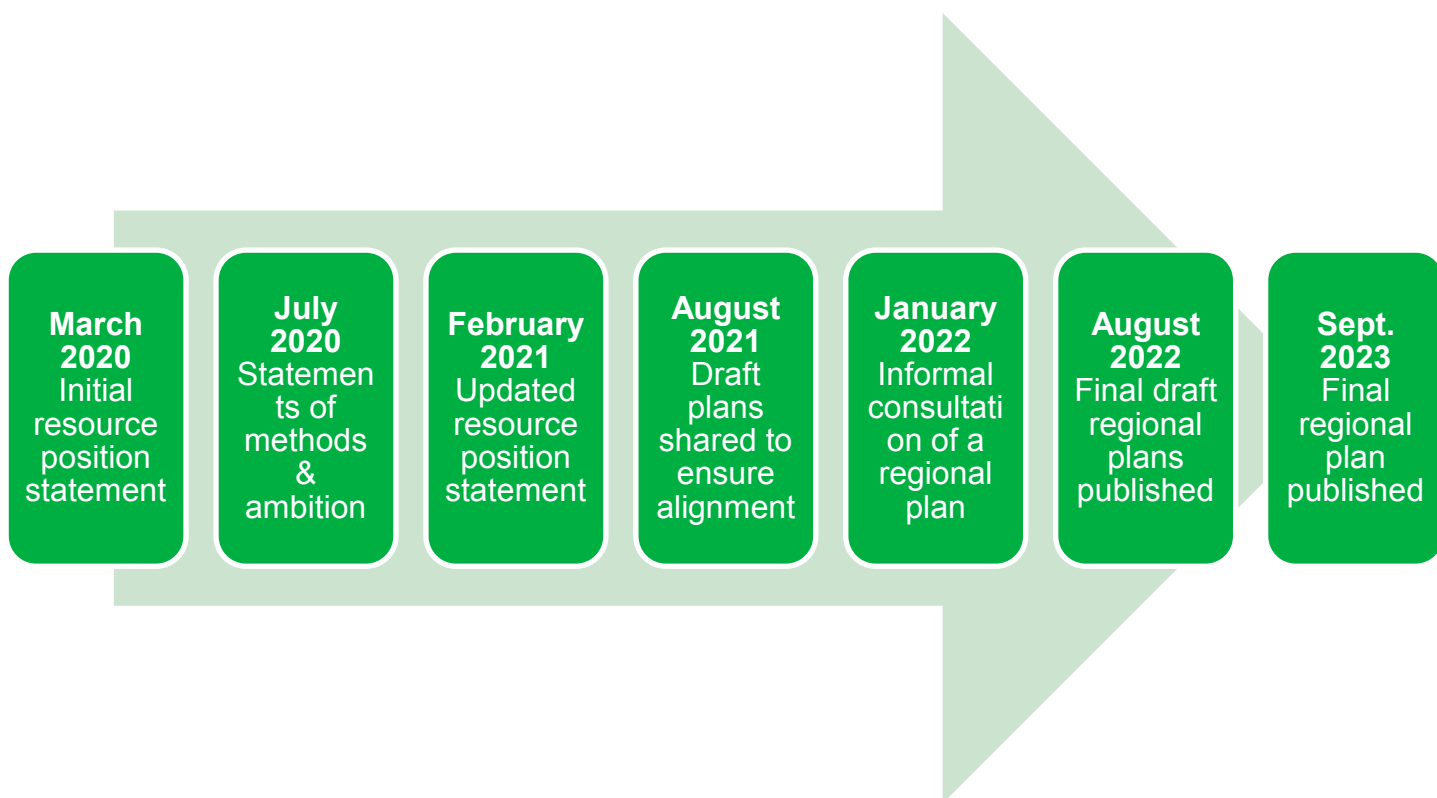 March
2020
Initial
resource
position
statement
July
2020
Statemen
ts of
methods
&
ambition
February
2021
Updated
resource
position
statement
August
2021
Draft
plans
shared to
ensure
alignment
January
2022
Informal
consultati
on of a
regional
plan
August
2022
Final draft
regional
plans
published
Sept.
2023
Final
regional
plan
published